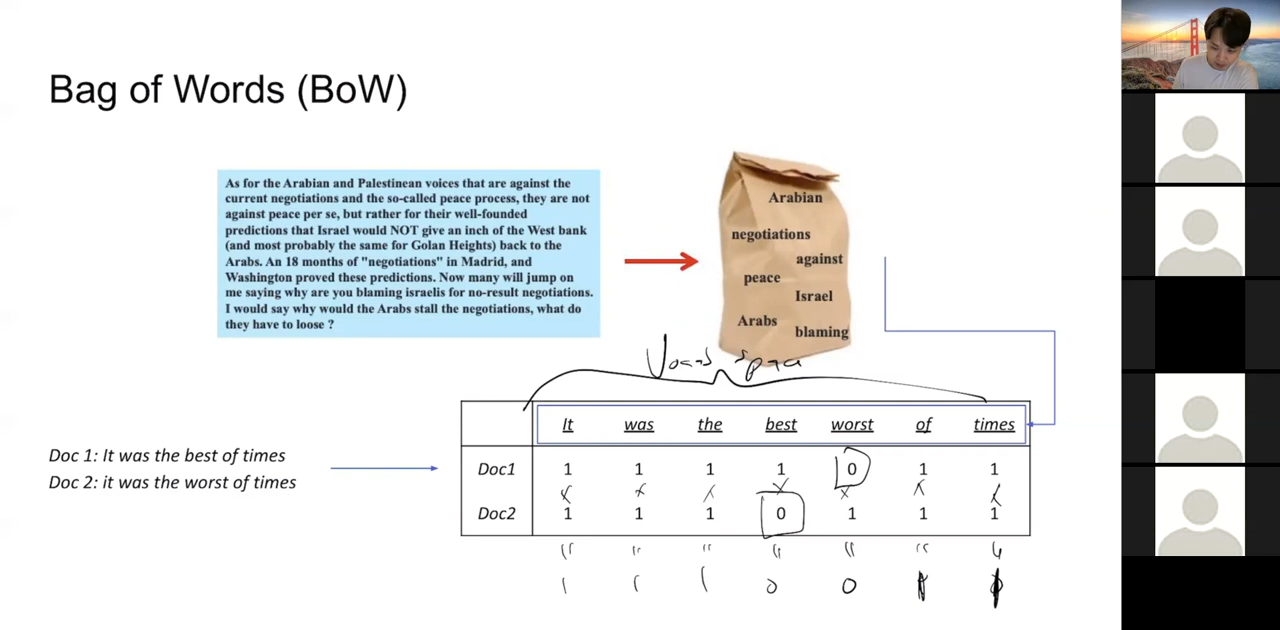 Bag of Words (BoW)
As for the Arabian and Palestinean voices that are against the
current negotiations and the so-called peace process, they are not
against peace per se, but rather for their well-founded
predictions that Israel would NOT give an inch of the West bank
(and most probably the same for Golan Heights) back to the
Arabs. An 18 months of "negotiations" in Madrid, and
Washington proved these predictions. Now many will jump on
me saying why are you blaming israelis for no-result negotiations.
I would say why would the Arabs stall the negotiations, what do
they have to loose ?
Arabian
negotiations
against
peace
Israel
Arabs
blaming
It was the best worst of times
Doc 1: It was the best of times
Doc 2: it was the worst of times
Doc1 1 1 1 1 0 1 1
x x x x x x x
Doc2 1 1 1 0 1 1 1
1 1 1 0 0